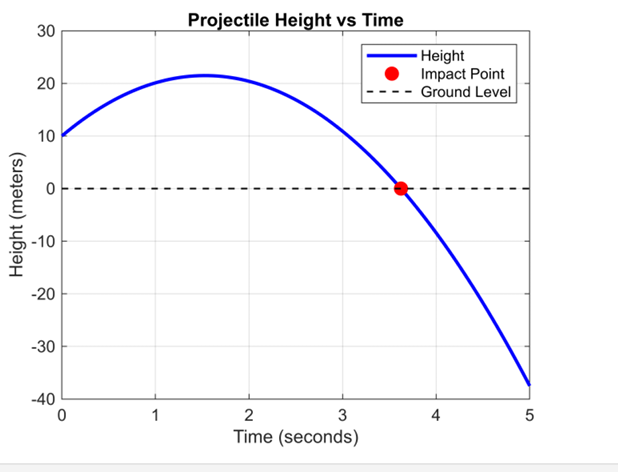 Projectile Height vs Time
Height
Impact Point
Ground Level
30
20
10
0
-10
-20
-30
-40
Height (meters)
0 1 2 3 4 5
Time (seconds)